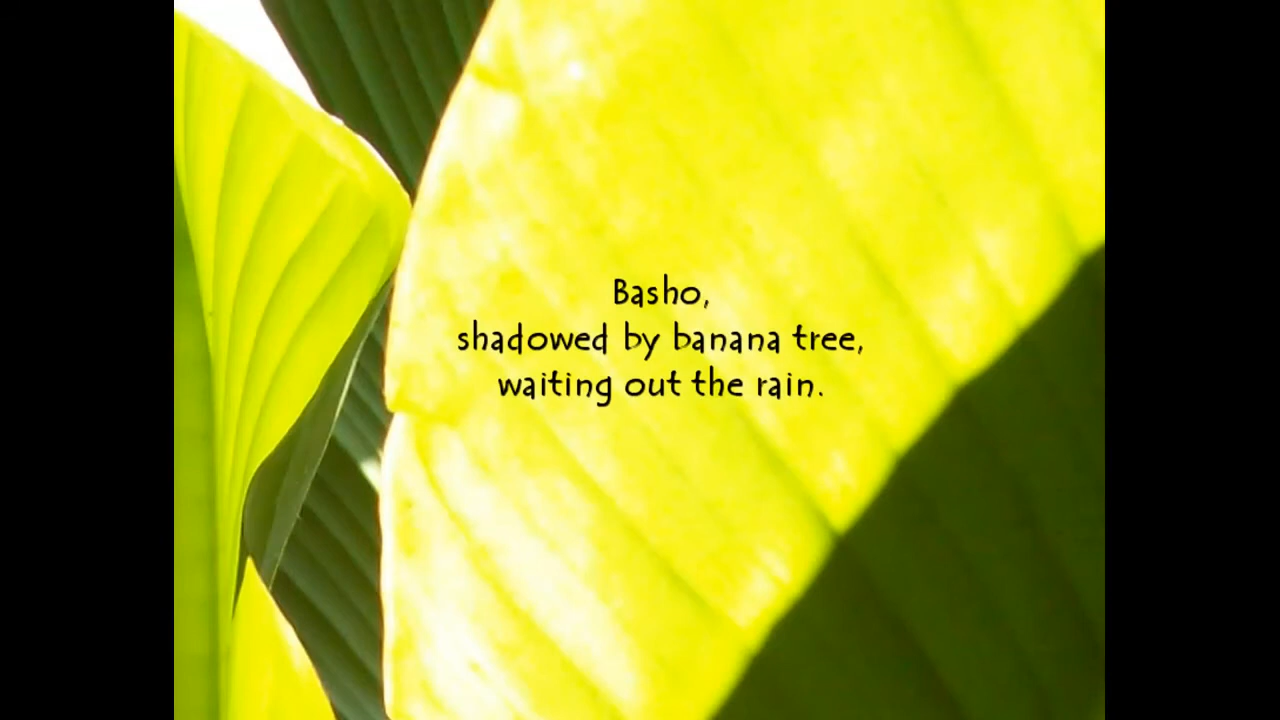 Basho,
shadowed by banana tree,
waiting out the rain.